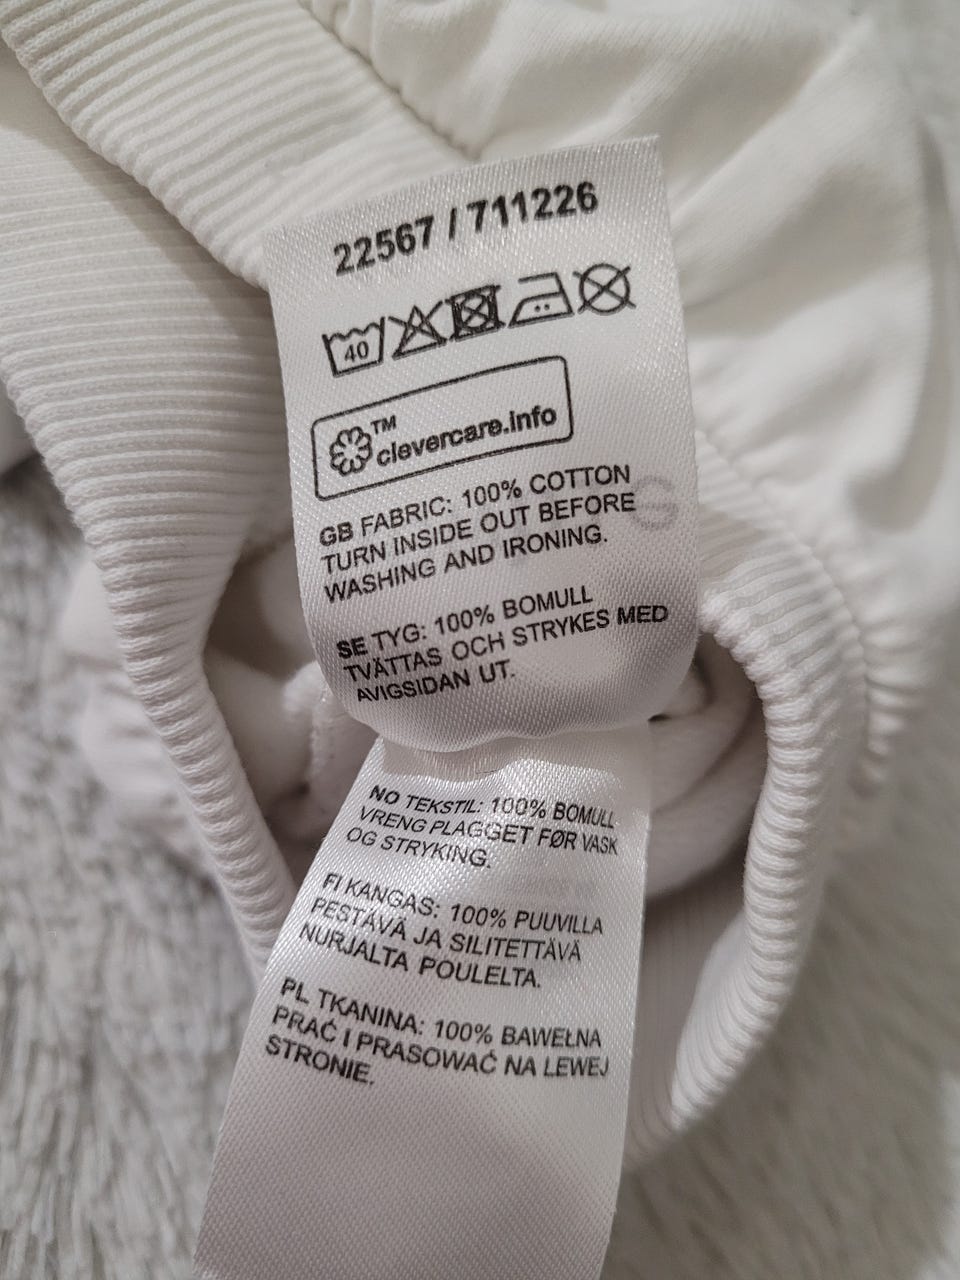 22567 / 711226
40
TM
clevercare.info
GB FABRIC: 100% COTTON
TURN INSIDE OUT BEFORE
WASHING AND IRONING.
SE TYG: 100% BOMULL
TVÄTTAS OCH STRYKES MED
AVIGSIDAN UT.
NO TEKSTIL: 100% BOMULL
VRENG PLAGGET FØR VASK
OG STRYKING.
FI KANGAS: 100% PUUVILLA
PESTÄVÄ JA SILITETTÄVÄ
NURJALTA POULELTA.
PL TKANINA: 100% BAWEŁNA
PRAĆ I PRASOWAĆ NA LEWEJ
STRONIE.